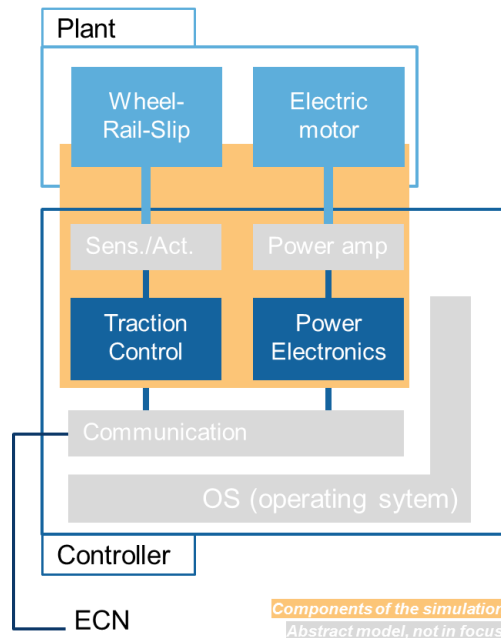 Plant
Wheel-
Rail-Slip
Electric
motor
Sens./Act.
Power amp
Traction
Control
Power
Electronics
Communication
OS (operating sytem)
Controller
ECN
Components of the simulation
Abstract model, not in focus